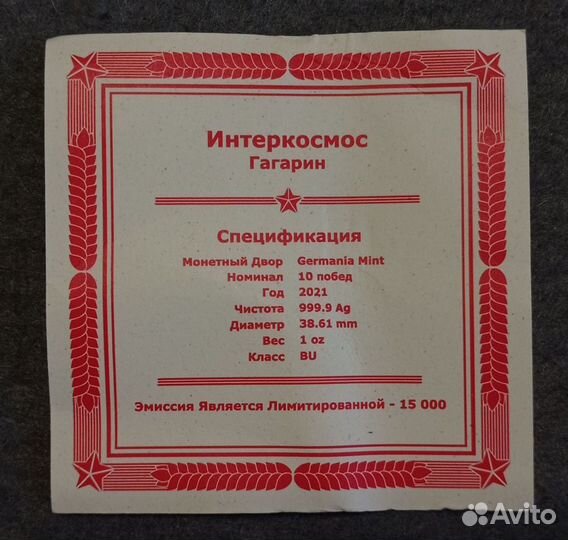 Интеркосмос
Гагарин
Спецификация
Монетный Двор Germania Mint
Номинал 10 побед
Год 2021
Чистота 999.9 Ag
Диаметр 38.61 mm
Вес 1 oz
Класс BU
Эмиссия Является Лимитированной - 15 000
Avito